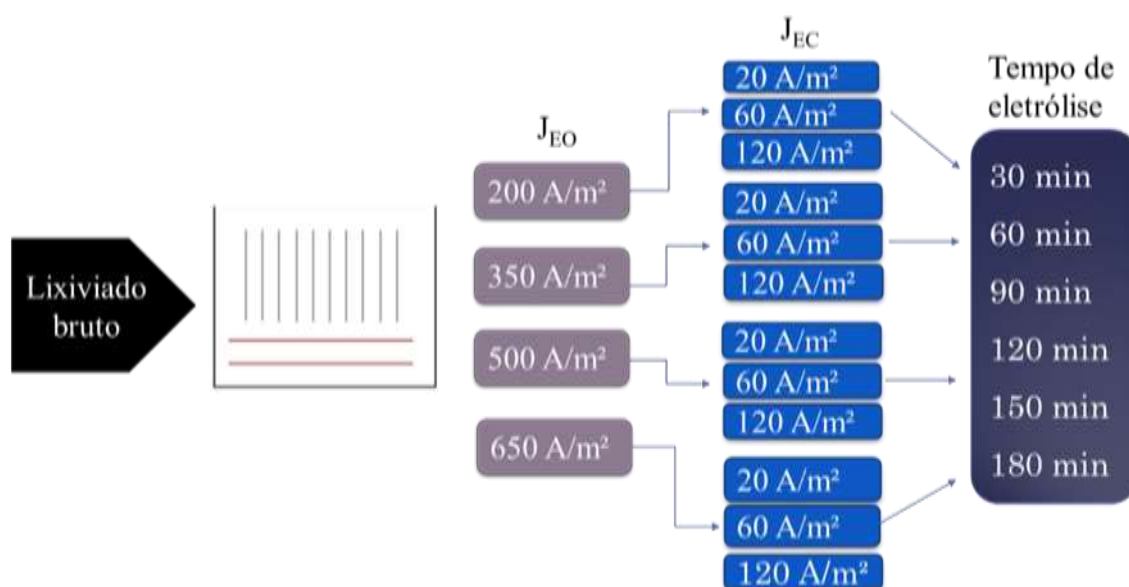 Lixiviado
bruto
J_EO
200 A/m²
350 A/m²
500 A/m²
650 A/m²
J_EC
20 A/m²
60 A/m²
120 A/m²
20 A/m²
60 A/m²
120 A/m²
20 A/m²
60 A/m²
120 A/m²
20 A/m²
60 A/m²
120 A/m²
Tempo de
eletrólise
30 min
60 min
90 min
120 min
150 min
180 min